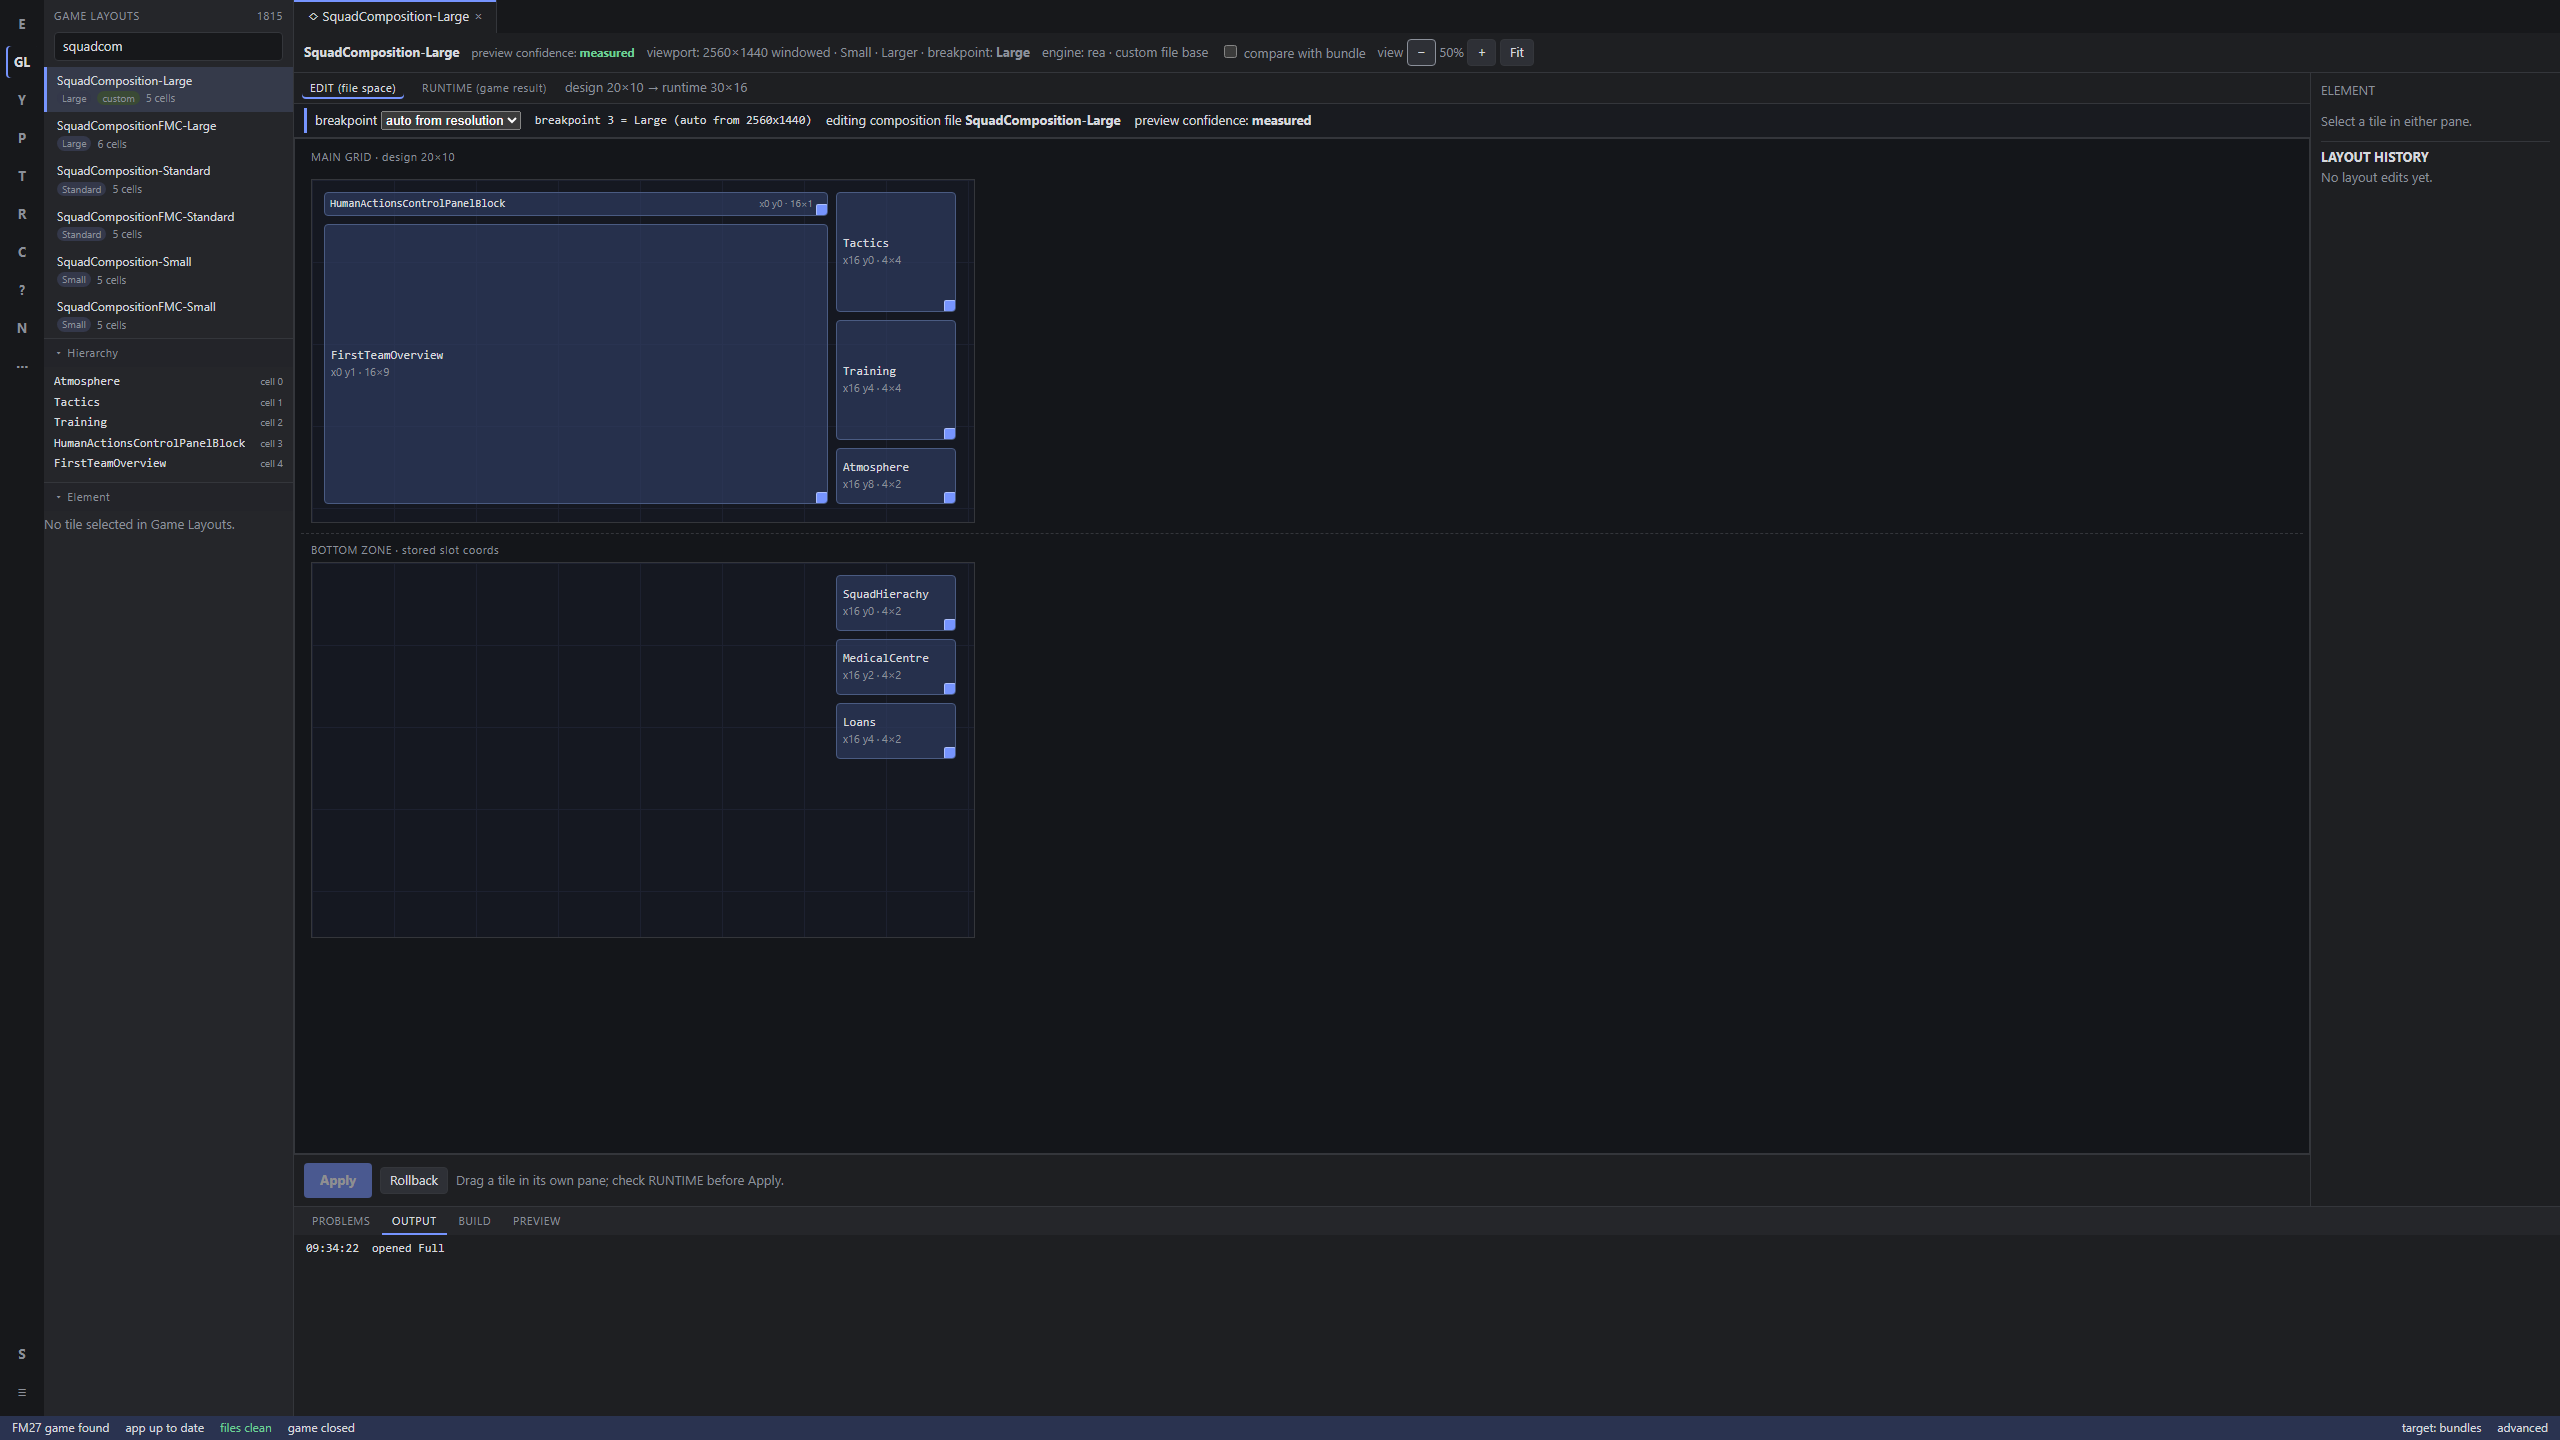 E
GL
Y
P
T
R
C
?
N
...
S
☰
GAME LAYOUTS 1815
squadcom
SquadComposition-Large
Large custom 5 cells
SquadCompositionFMC-Large
Large 6 cells
SquadComposition-Standard
Standard 5 cells
SquadCompositionFMC-Standard
Standard 5 cells
SquadComposition-Small
Small 5 cells
SquadCompositionFMC-Small
Small 5 cells
Hierarchy
Atmosphere cell 0
Tactics cell 1
Training cell 2
HumanActionsControlPanelBlock cell 3
FirstTeamOverview cell 4
Element
No tile selected in Game Layouts.
◇ SquadComposition-Large ×
SquadComposition-Large preview confidence: measured viewport: 2560×1440 windowed · Small · Larger · breakpoint: Large engine: rea · custom file base compare with bundle view − 50% + Fit
EDIT (file space) RUNTIME (game result) design 20×10 → runtime 30×16
breakpoint auto from resolution breakpoint 3 = Large (auto from 2560x1440) editing composition file SquadComposition-Large preview confidence: measured
MAIN GRID · design 20×10
HumanActionsControlPanelBlock x0 y0 · 16×1
FirstTeamOverview
x0 y1 · 16×9
Tactics
x16 y0 · 4×4
Training
x16 y4 · 4×4
Atmosphere
x16 y8 · 4×2
BOTTOM ZONE · stored slot coords
SquadHierachy
x16 y0 · 4×2
MedicalCentre
x16 y2 · 4×2
Loans
x16 y4 · 4×2
Apply Rollback Drag a tile in its own pane; check RUNTIME before Apply.
PROBLEMS OUTPUT BUILD PREVIEW
09:34:22 opened Full
ELEMENT
Select a tile in either pane.
LAYOUT HISTORY
No layout edits yet.
FM27 game found app up to date files clean game closed target: bundles advanced